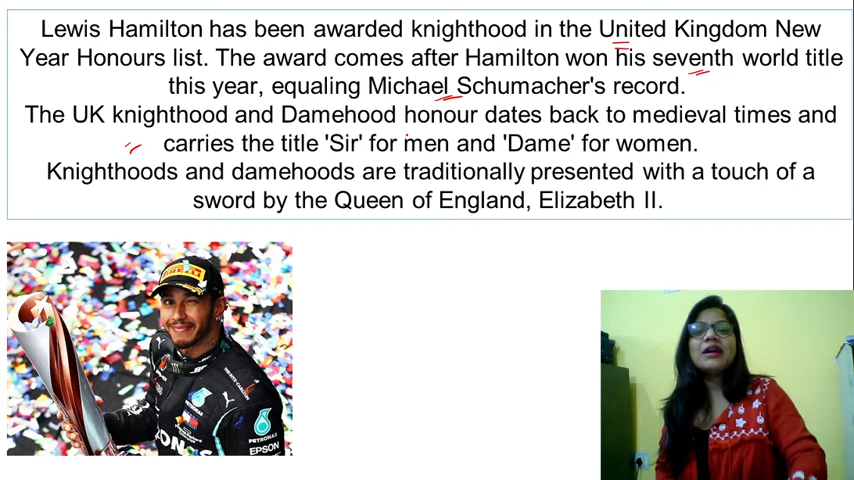 Lewis Hamilton has been awarded knighthood in the United Kingdom New
Year Honours list. The award comes after Hamilton won his seventh world title
this year, equaling Michael Schumacher's record.
The UK knighthood and Damehood honour dates back to medieval times and
carries the title 'Sir' for men and 'Dame' for women.
Knighthoods and damehoods are traditionally presented with a touch of a
sword by the Queen of England, Elizabeth II.
PETRONAS
PETRONAS
EPSON